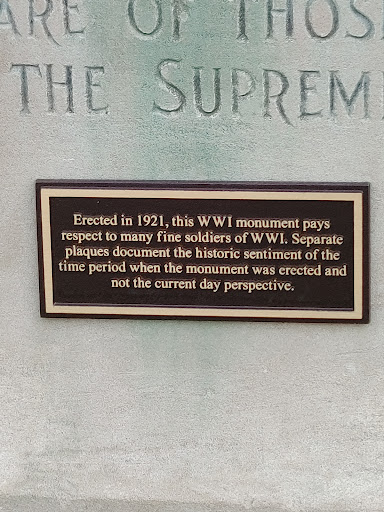 ARE OF THOSE
THE SUPREM
Erected in 1921, this WWI monument pays
respect to many fine soldiers of WWI. Separate
plaques document the historic sentiment of the
time period when the monument was erected and
not the current day perspective.